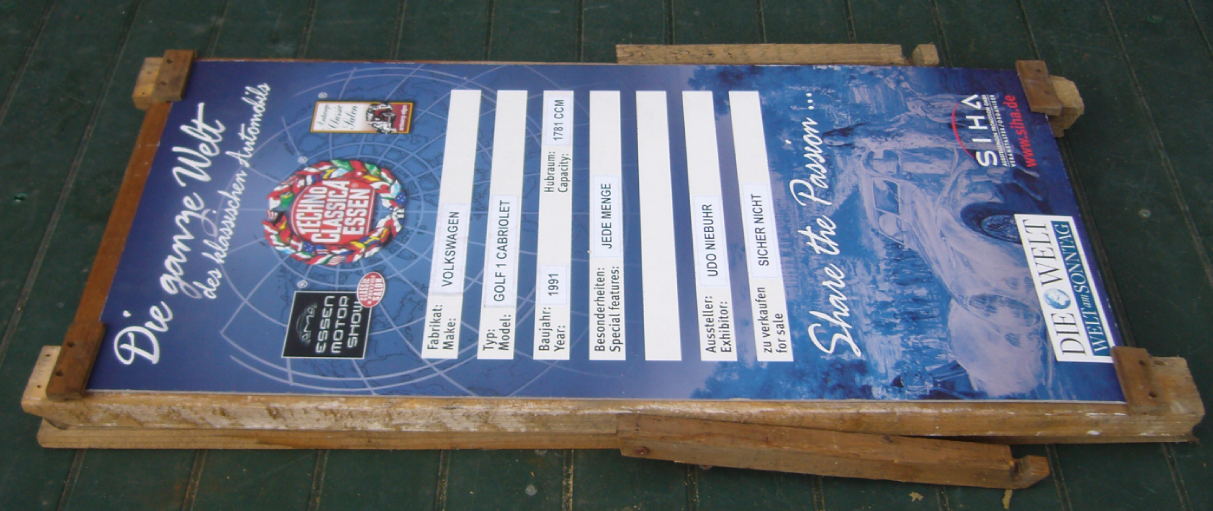 Die ganze Welt
des klassischen Automobils
ESSEN
MOTOR
SHOW
TECHNO
CLASSICA
ESSEN
Fabrikat:
Make:
VOLKSWAGEN
Typ:
Model:
GOLF 1 CABRIOLET
Baujahr:
Year:
1991
Hubraum:
Capacity:
1781 CCM
Besonderheiten:
Special features:
JEDE MENGE
Aussteller:
Exhibitor:
UDO NIEBUHR
zu verkaufen
for sale
SICHER NICHT
Share the Passion ...
DIE WELT
WELT am SONNTAG
SIHA
www.siha.de